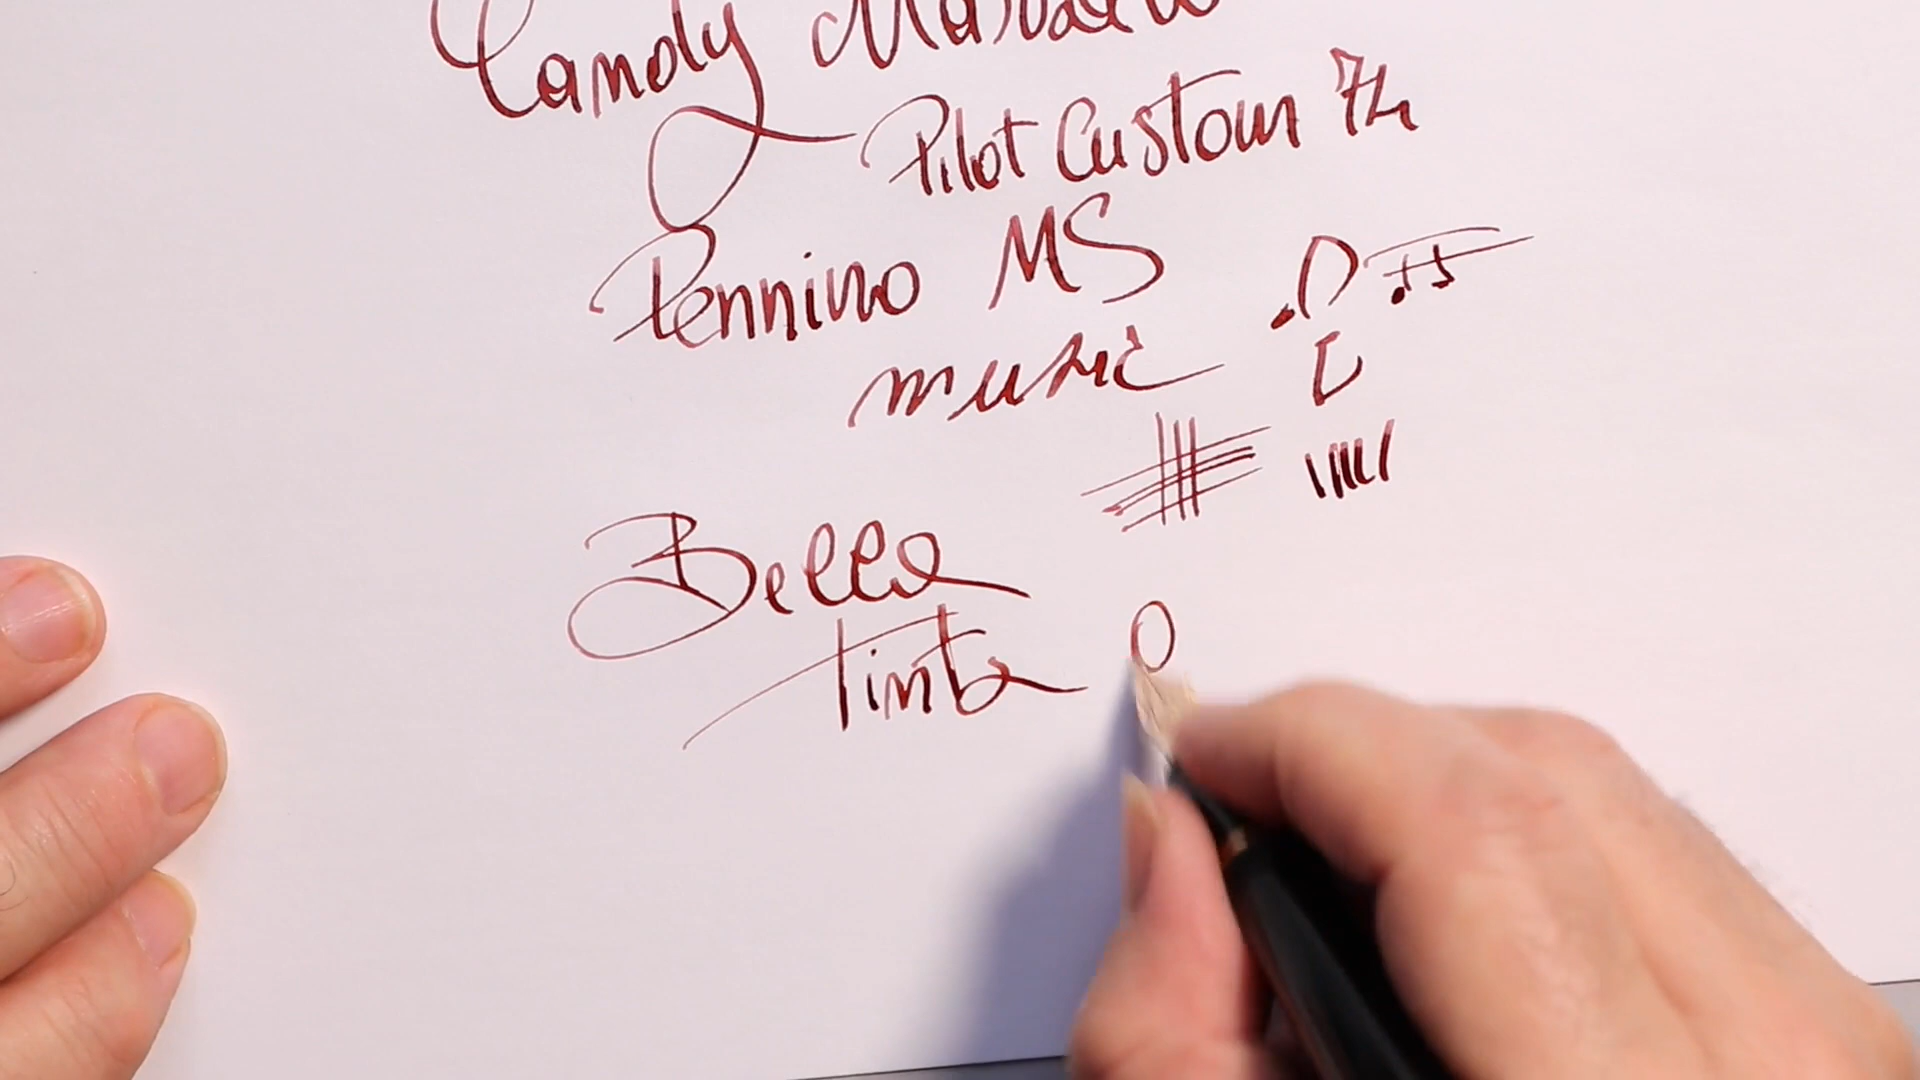 Candy
Pilot Custom 74
Pennino MS
music
Bella
Tinta